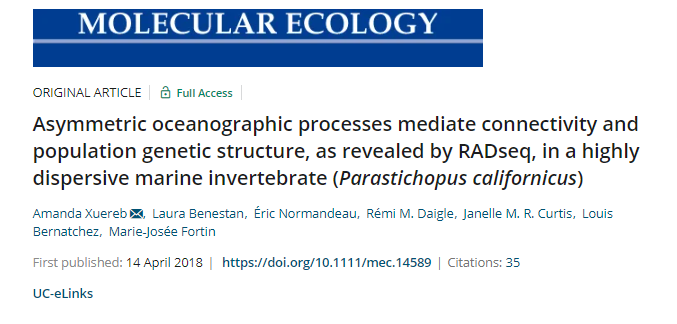 MOLECULAR ECOLOGY
ORIGINAL ARTICLE | Full Access |
Asymmetric oceanographic processes mediate connectivity and
population genetic structure, as revealed by RADseq, in a highly
dispersive marine invertebrate (Parastichopus californicus)
Amanda Xuereb, Laura Benestan, Éric Normandeau, Rémi M. Daigle, Janelle M. R. Curtis, Louis
Bernatchez, Marie-Josée Fortin
First published: 14 April 2018 | https://doi.org/10.1111/mec.14589 | Citations: 35
UC-eLinks